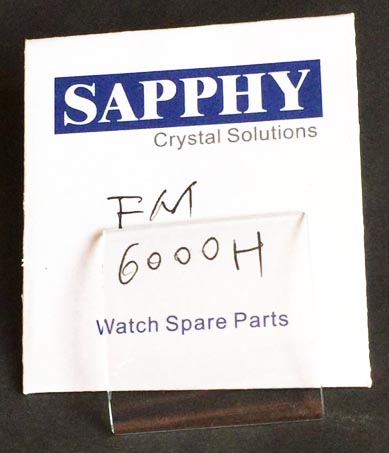 SAPPHY
Crystal Solutions
FM
6000H
Watch Spare Parts